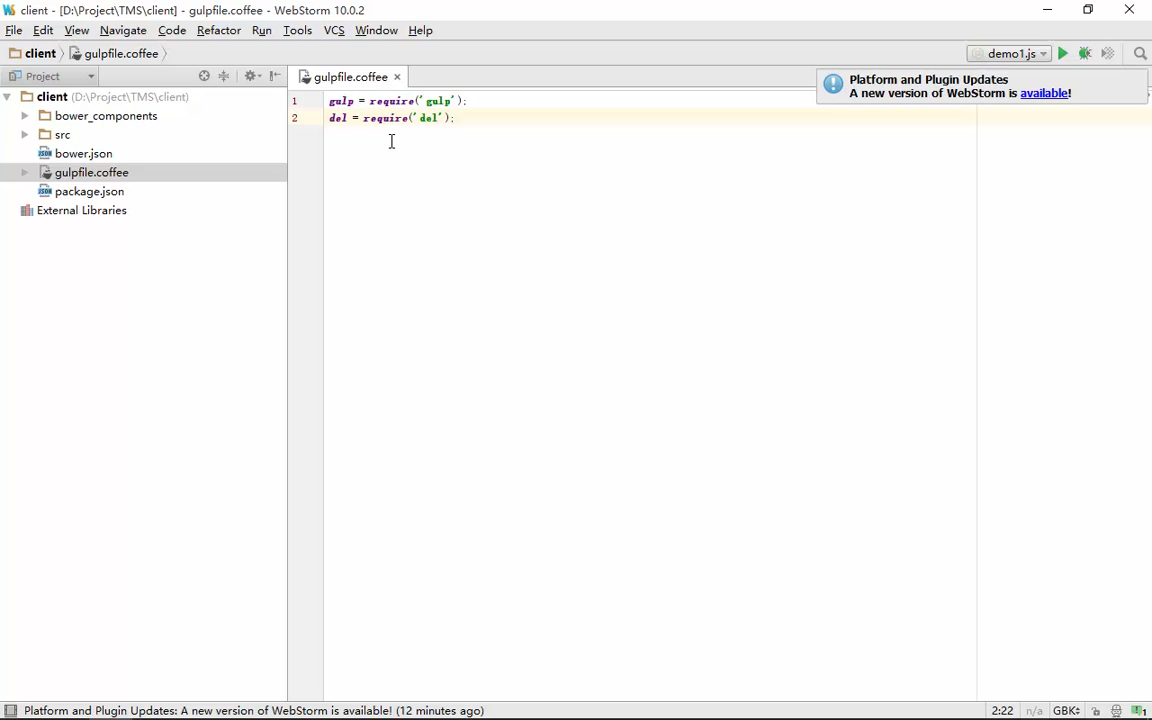 client - [D:\Project\TMS\client] - gulpfile.coffee - WebStorm 10.0.2
File Edit View Navigate Code Refactor Run Tools VCS Window Help
client gulpfile.coffee demo1.js
Project gulpfile.coffee
Platform and Plugin Updates
A new version of WebStorm is available!
client (D:\Project\TMS\client)
bower_components
src
bower.json
gulpfile.coffee
package.json
External Libraries
1 gulp = require('gulp');
2 del = require('del');
Platform and Plugin Updates: A new version of WebStorm is available! (12 minutes ago) 2:22 n/a GBK 1